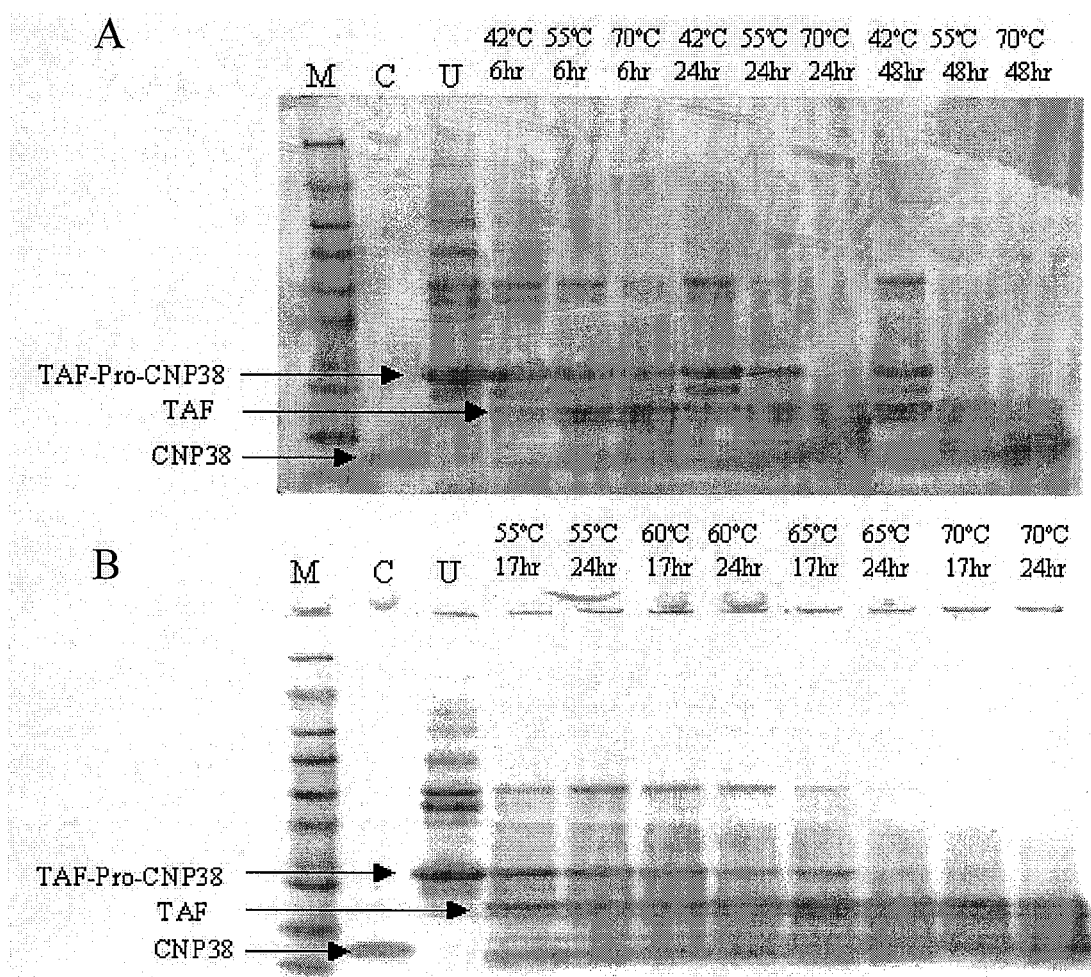 A
42°C 55°C 70°C 42°C 55°C 70°C 42°C 55°C 70°C
M C U 6hr 6hr 6hr 24hr 24hr 24hr 48hr 48hr 48hr
TAF-Pro-CNP38
TAF
CNP38
B
55°C 55°C 60°C 60°C 65°C 65°C 70°C 70°C
M C U 17hr 24hr 17hr 24hr 17hr 24hr 17hr 24hr
TAF-Pro-CNP38
TAF
CNP38